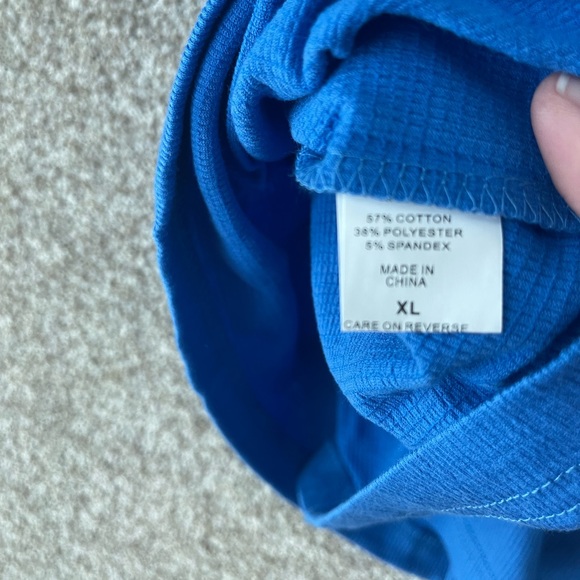 57% COTTON
38% POLYESTER
5% SPANDEX
MADE IN
CHINA
XL
CARE ON REVERSE